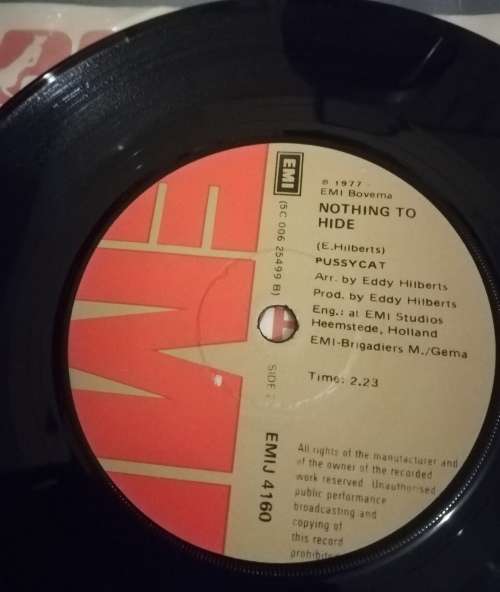 EMI
EMI
℗ 1977
EMI Bovema
NOTHING TO
HIDE
(5C 006 25499 B)
(E.Hilberts)
PUSSYCAT
Arr. by Eddy Hilberts
Prod. by Eddy Hilberts
Eng.: at EMI Studios
Heemstede, Holland
EMI-Brigadiers M./Gema
SIDE
Time: 2.23
EMIJ 4160
All rights of the manufacturer and
of the owner of the recorded
work reserved. Unauthorised
public performance
broadcasting and
copying of
this record